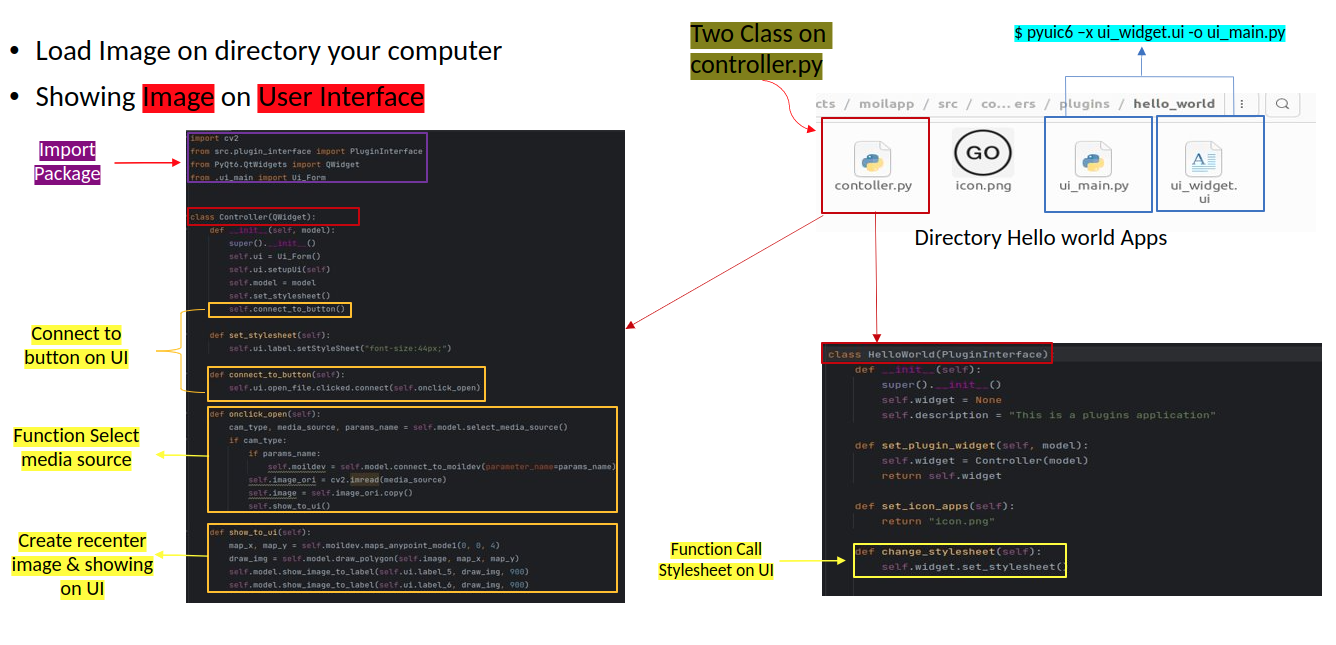 • Load Image on directory your computer
• Showing Image on User Interface
Two Class on
controller.py
$ pyuic6 –x ui_widget.ui -o ui_main.py
cts / moilapp / src / co... ers / plugins / hello_world
contoller.py
GO
icon.png
ui_main.py
ui_widget.
ui
Directory Hello world Apps
Import
Package
import cv2
from src.plugin_interface import PluginInterface
from PyQt6.QtWidgets import QWidget
from .ui_main import Ui_Form
class Controller(QWidget):
def __init__(self, model):
super().__init__()
self.ui = Ui_Form()
self.ui.setupUi(self)
self.model = model
self.set_stylesheet()
self.connect_to_button()
def set_stylesheet(self):
self.ui.label.setStyleSheet("font-size:44px;")
Connect to
button on UI
def connect_to_button(self):
self.ui.open_file.clicked.connect(self.onclick_open)
Function Select
media source
def onclick_open(self):
cam_type, media_source, params_name = self.model.select_media_source()
if cam_type:
if params_name:
self.moildev = self.model.connect_to_moildev(parameter_name=params_name)
self.image_ori = cv2.imread(media_source)
self.image = self.image_ori.copy()
self.show_to_ui()
Create recenter
image & showing
on UI
def show_to_ui(self):
map_x, map_y = self.moildev.maps_anypoint_mode1(0, 0, 4)
draw_img = self.model.draw_polygon(self.image, map_x, map_y)
self.model.show_image_to_label(self.ui.label_5, draw_img, 900)
self.model.show_image_to_label(self.ui.label_6, draw_img, 900)
class HelloWorld(PluginInterface)
def __init__(self):
super().__init__()
self.widget = None
self.description = "This is a plugins application"
def set_plugin_widget(self, model):
self.widget = Controller(model)
return self.widget
def set_icon_apps(self):
return "icon.png"
Function Call
Stylesheet on UI
def change_stylesheet(self):
self.widget.set_stylesheet()